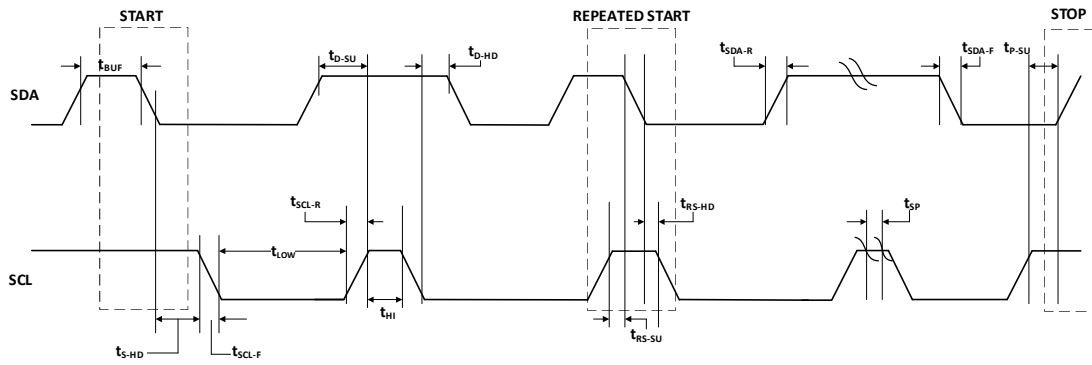 START
REPEATED START
STOP
tBUF
tD-SU
tD-HD
tSDA-R
tSDA-F
tP-SU
SDA
tSCL-R
tRS-HD
tSP
tLOW
SCL
tHI
tRS-SU
tS-HD
tSCL-F